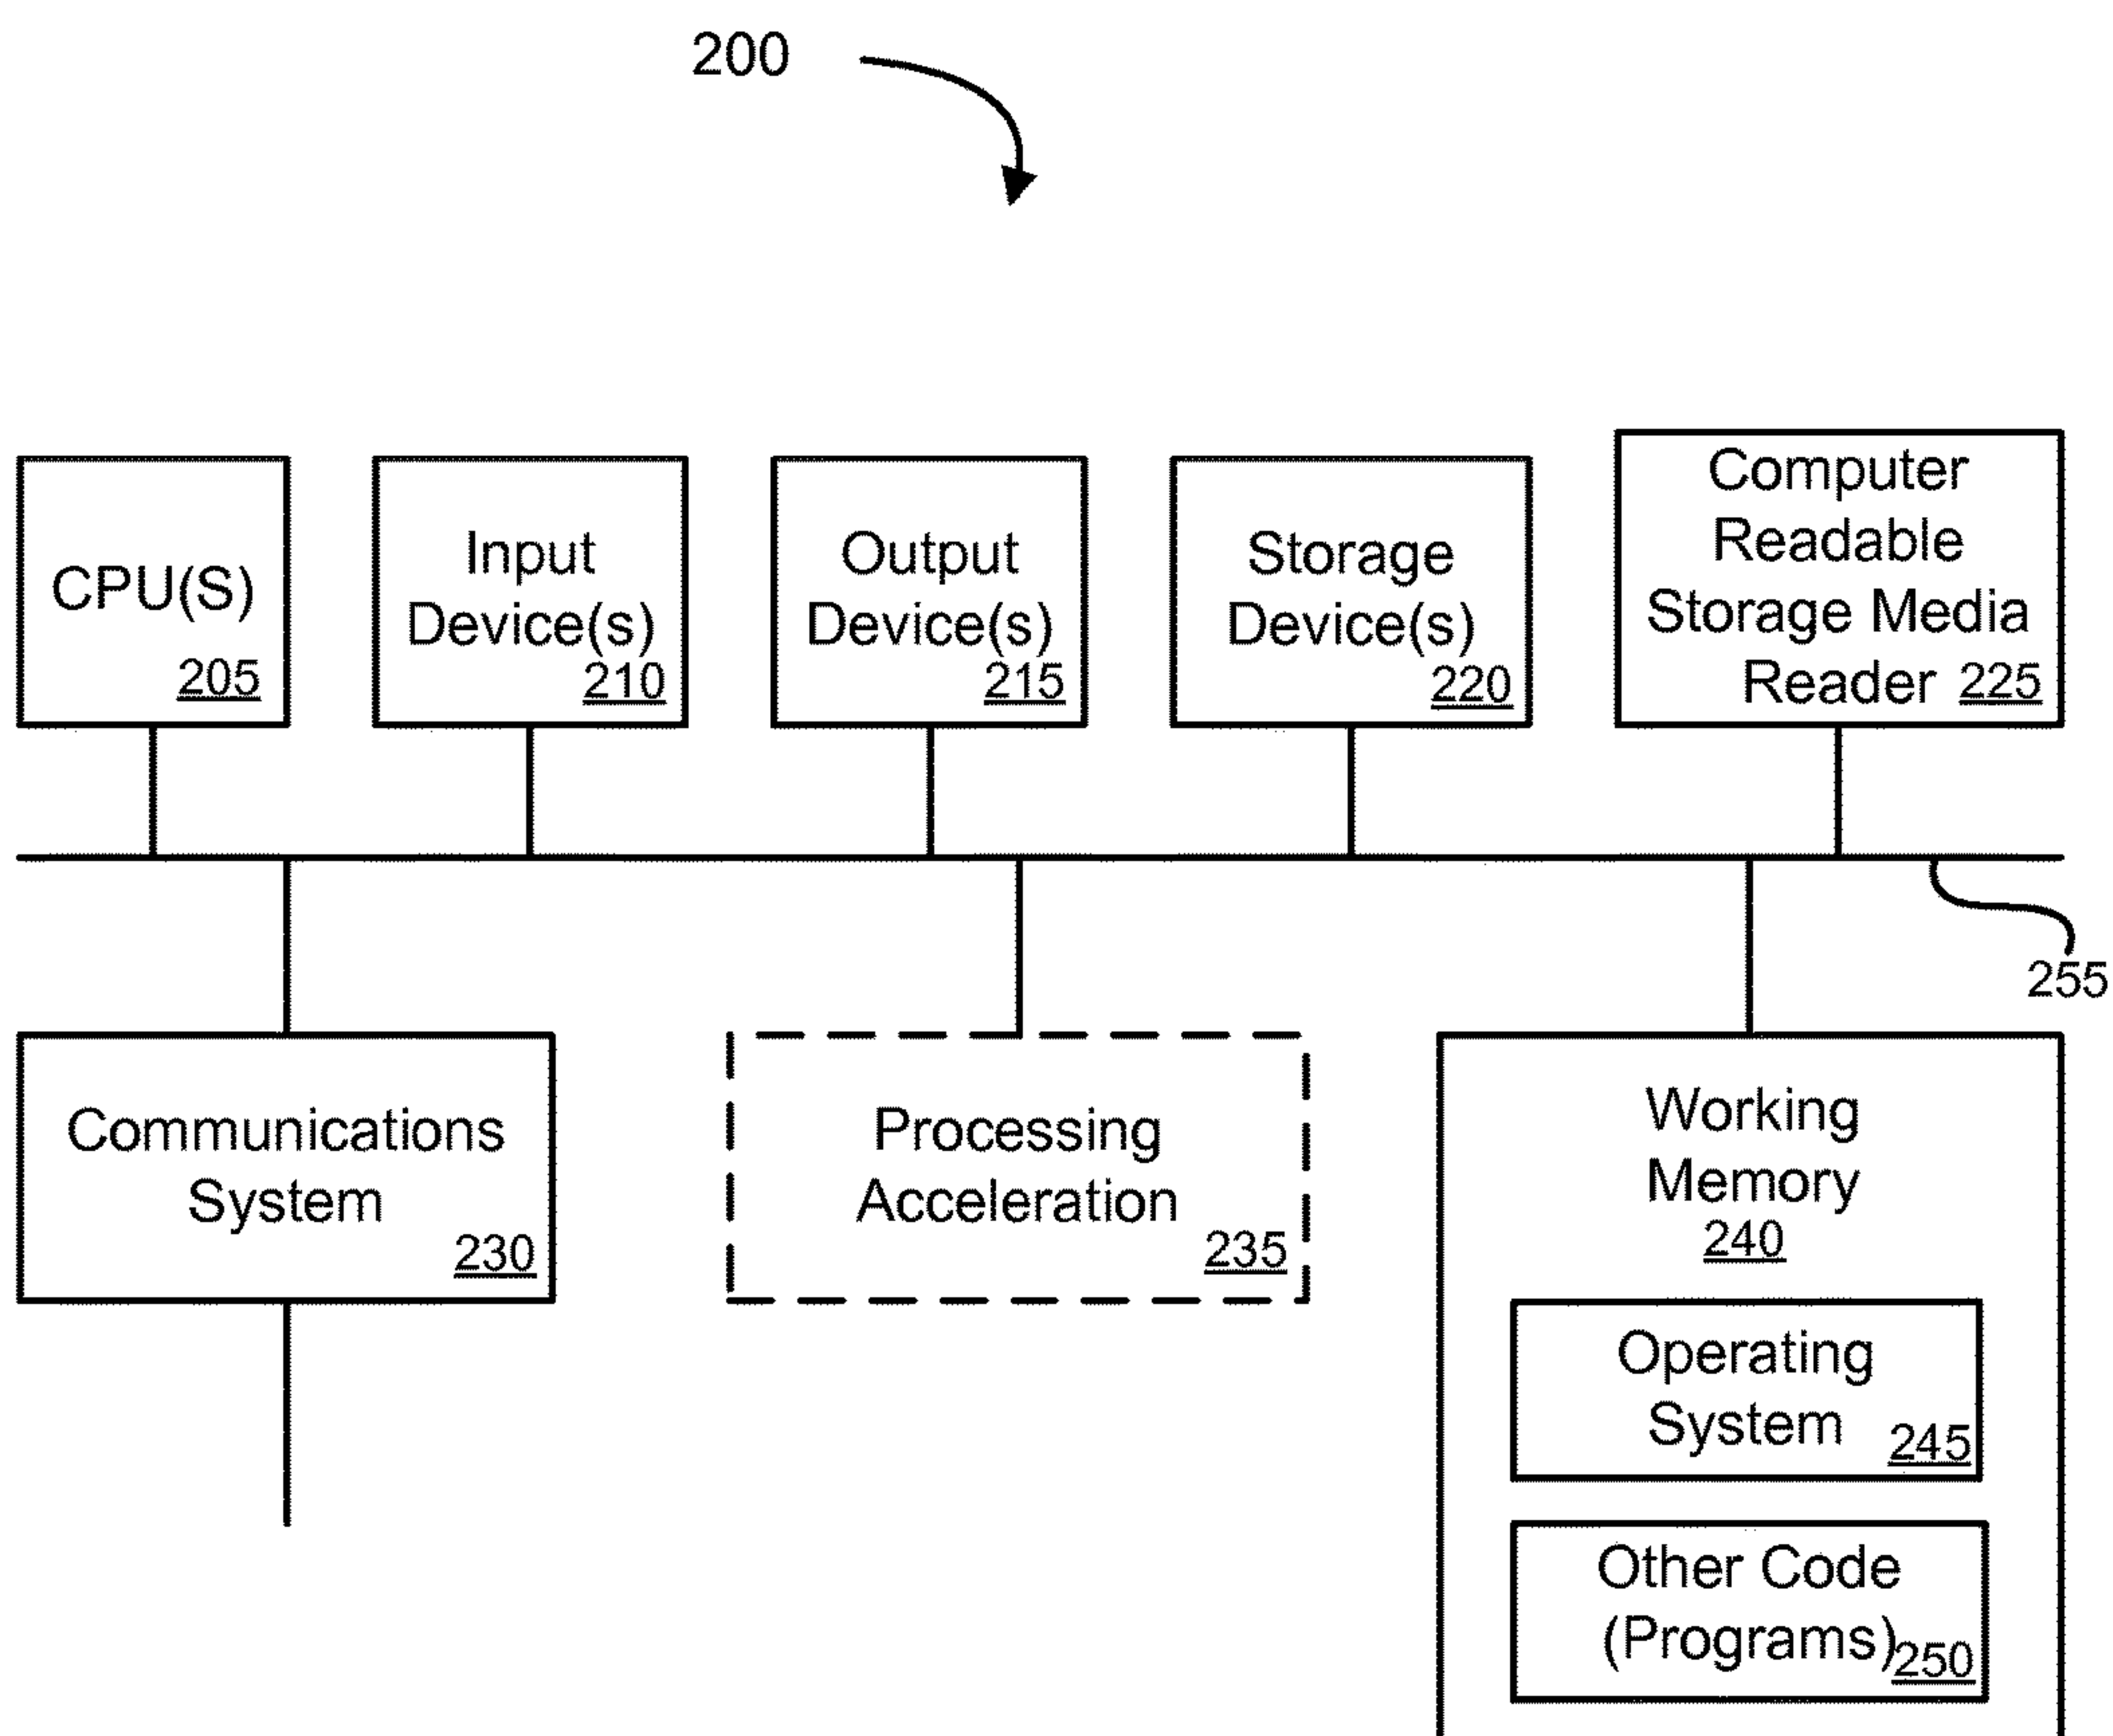 200
CPU(S)
205
Input
Device(s)
210
Output
Device(s)
215
Storage
Device(s)
220
Computer
Readable
Storage Media
Reader 225
255
Communications
System
230
Processing
Acceleration
235
Working
Memory
240
Operating
System
245
Other Code
(Programs)
250